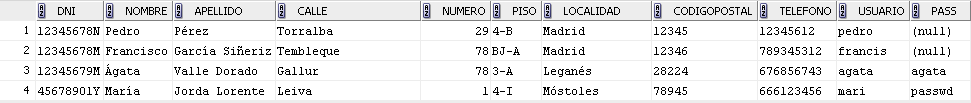 DNI NOMBRE APELLIDO CALLE NUMERO PISO LOCALIDAD CODIGOPOSTAL TELEFONO USUARIO PASS
1 12345678N Pedro Pérez Torralba 29 4-B Madrid 12345 12345612 pedro (null)
2 12345678M Francisco García Siñeriz Tembleque 78 BJ-A Madrid 12346 789345312 francis (null)
3 12345679M Ágata Valle Dorado Gallur 78 3-A Leganés 28224 676856743 agata agata
4 45678901Y María Jorda Lorente Leiva 1 4-I Móstoles 78945 666123456 mari passwd